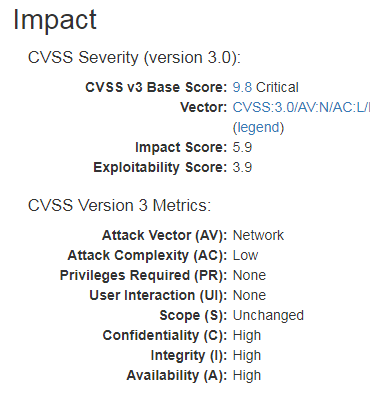 Impact
CVSS Severity (version 3.0):
CVSS v3 Base Score: 9.8 Critical
Vector: CVSS:3.0/AV:N/AC:L/
(legend)
Impact Score: 5.9
Exploitability Score: 3.9
CVSS Version 3 Metrics:
Attack Vector (AV): Network
Attack Complexity (AC): Low
Privileges Required (PR): None
User Interaction (UI): None
Scope (S): Unchanged
Confidentiality (C): High
Integrity (I): High
Availability (A): High